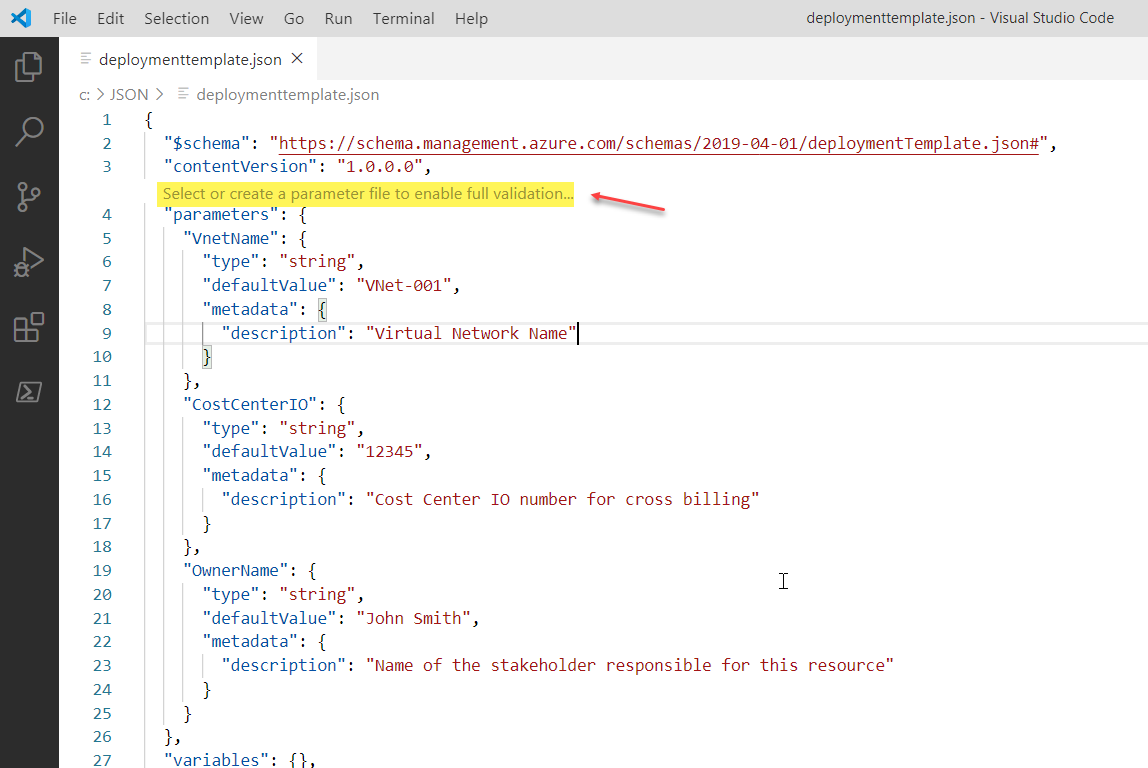 File Edit Selection View Go Run Terminal Help deploymenttemplate.json - Visual Studio Code
deploymenttemplate.json
c: > JSON > deploymenttemplate.json
1 {
2 "$schema": "https://schema.management.azure.com/schemas/2019-04-01/deploymentTemplate.json#",
3 "contentVersion": "1.0.0.0",
Select or create a parameter file to enable full validation...
4 "parameters": {
5 "VnetName": {
6 "type": "string",
7 "defaultValue": "VNet-001",
8 "metadata": {
9 "description": "Virtual Network Name"
10 }
11 },
12 "CostCenterIO": {
13 "type": "string",
14 "defaultValue": "12345",
15 "metadata": {
16 "description": "Cost Center IO number for cross billing"
17 }
18 },
19 "OwnerName": {
20 "type": "string",
21 "defaultValue": "John Smith",
22 "metadata": {
23 "description": "Name of the stakeholder responsible for this resource"
24 }
25 }
26 },
27 "variables": {},